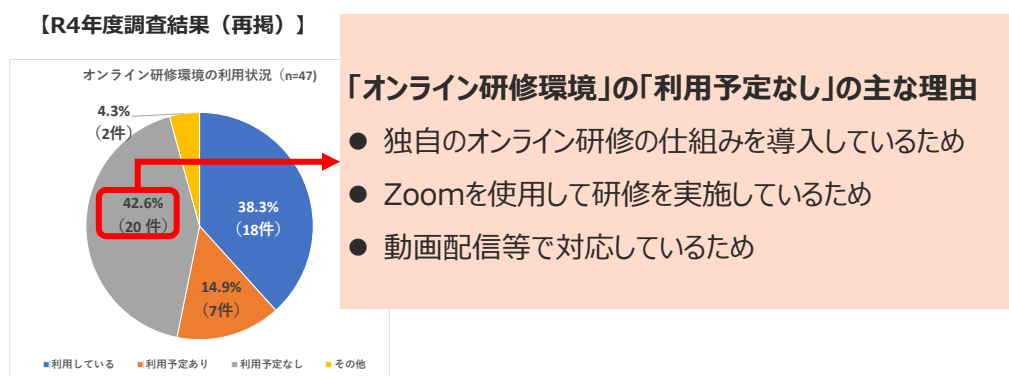 【R4年度調査結果（再掲）】
オンライン研修環境の利用状況（n=47)
4.3%
（2件）
42.6%
（20 件）
38.3%
（18件）
14.9%
（7件）
■利用している ■利用予定あり ■利用予定なし ■その他
「オンライン研修環境」の「利用予定なし」の主な理由
● 独自のオンライン研修の仕組みを導入しているため
● Zoomを使用して研修を実施しているため
● 動画配信等で対応しているため